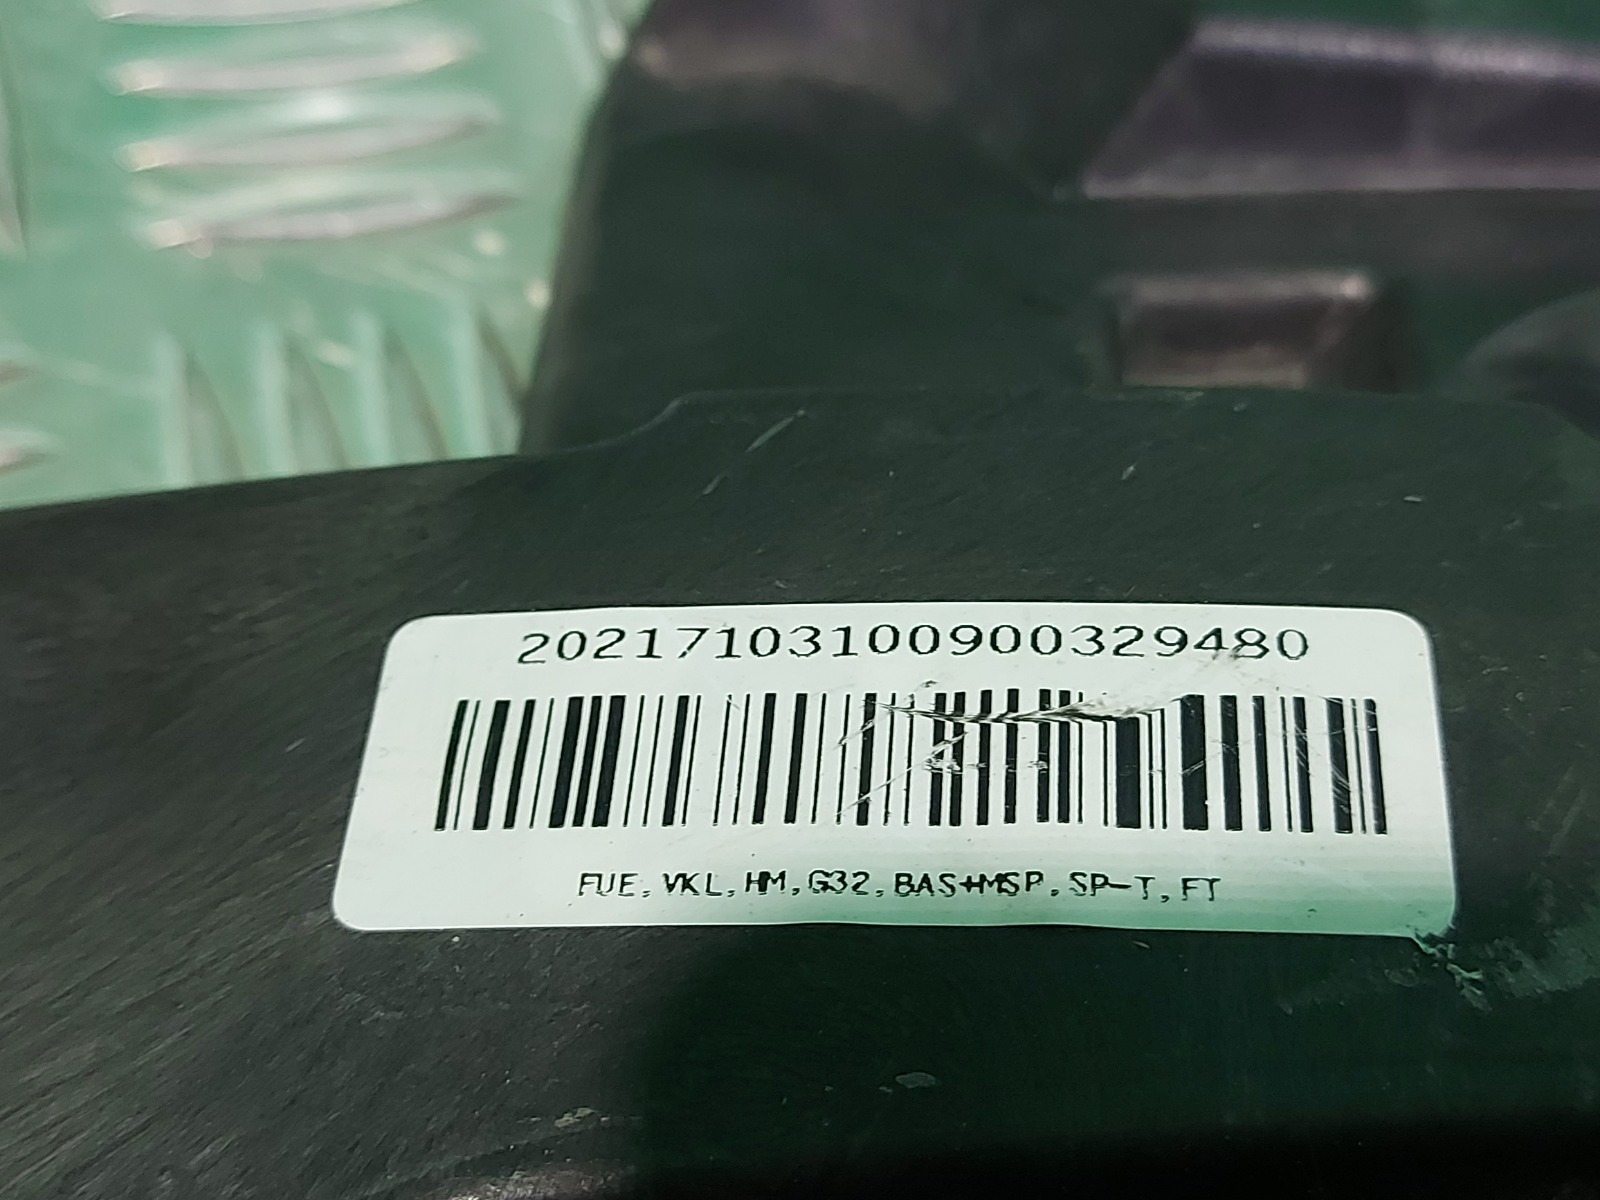 20217103100900329480
FUE, VKL, HM, G32, BAS+MSP, SP-T, FT